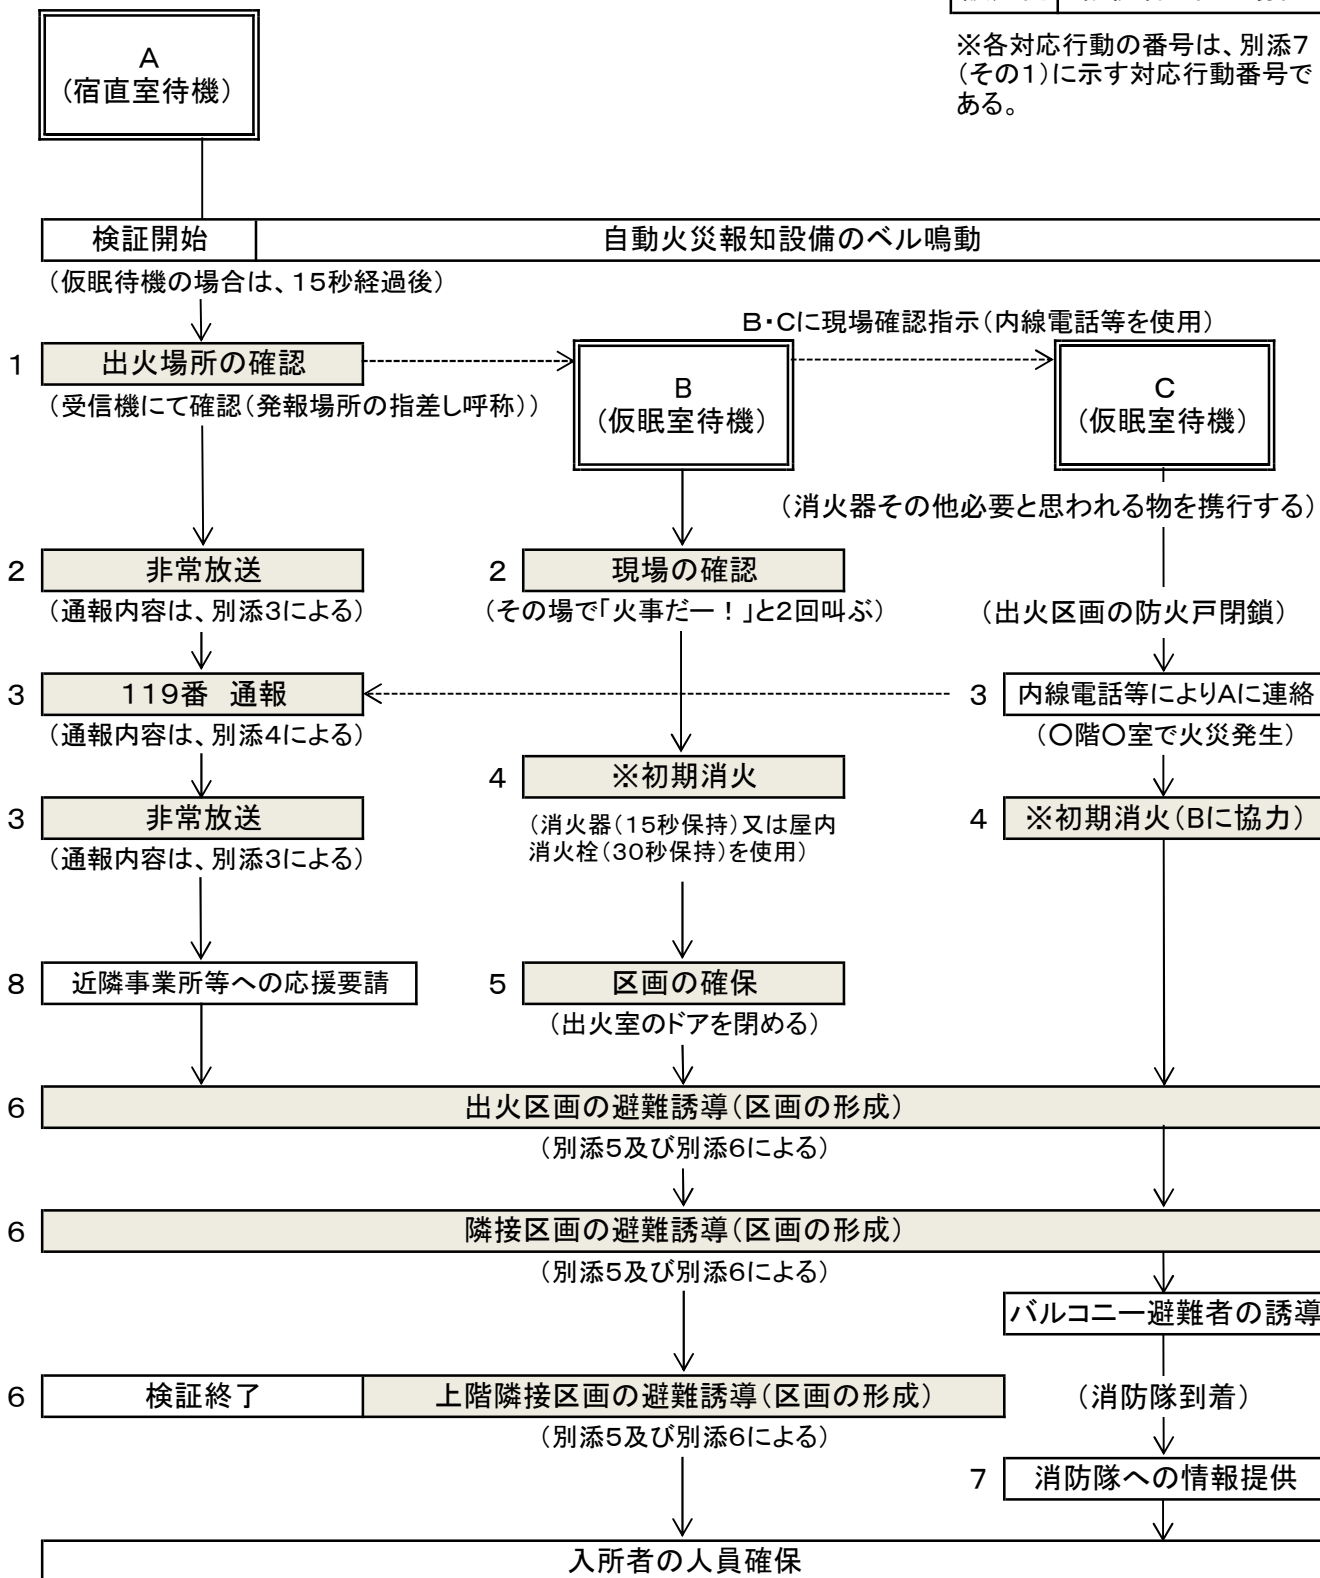 ※各対応行動の番号は、別添7
(その1)に示す対応行動番号で
ある。
A
(宿直室待機)
検証開始
自動火災報知設備のベル鳴動
(仮眠待機の場合は、15秒経過後)
B・Cに現場確認指示(内線電話等を使用)
1 出火場所の確認
(受信機にて確認(発報場所の指差し呼称))
B
(仮眠室待機)
C
(仮眠室待機)
(消火器その他必要と思われる物を携行する)
2 非常放送
(通報内容は、別添3による)
2 現場の確認
(その場で「火事だー!」と2回叫ぶ)
(出火区画の防火戸閉鎖)
3 119番 通報
(通報内容は、別添4による)
3 内線電話等によりAに連絡
(〇階〇室で火災発生)
4 ※初期消火
(消火器(15秒保持)又は屋内
消火栓(30秒保持)を使用)
3 非常放送
(通報内容は、別添3による)
4 ※初期消火(Bに協力)
8 近隣事業所等への応援要請
5 区画の確保
(出火室のドアを閉める)
6 出火区画の避難誘導(区画の形成)
(別添5及び別添6による)
6 隣接区画の避難誘導(区画の形成)
(別添5及び別添6による)
バルコニー避難者の誘導
6 検証終了
上階隣接区画の避難誘導(区画の形成)
(別添5及び別添6による)
(消防隊到着)
7 消防隊への情報提供
入所者の人員確保